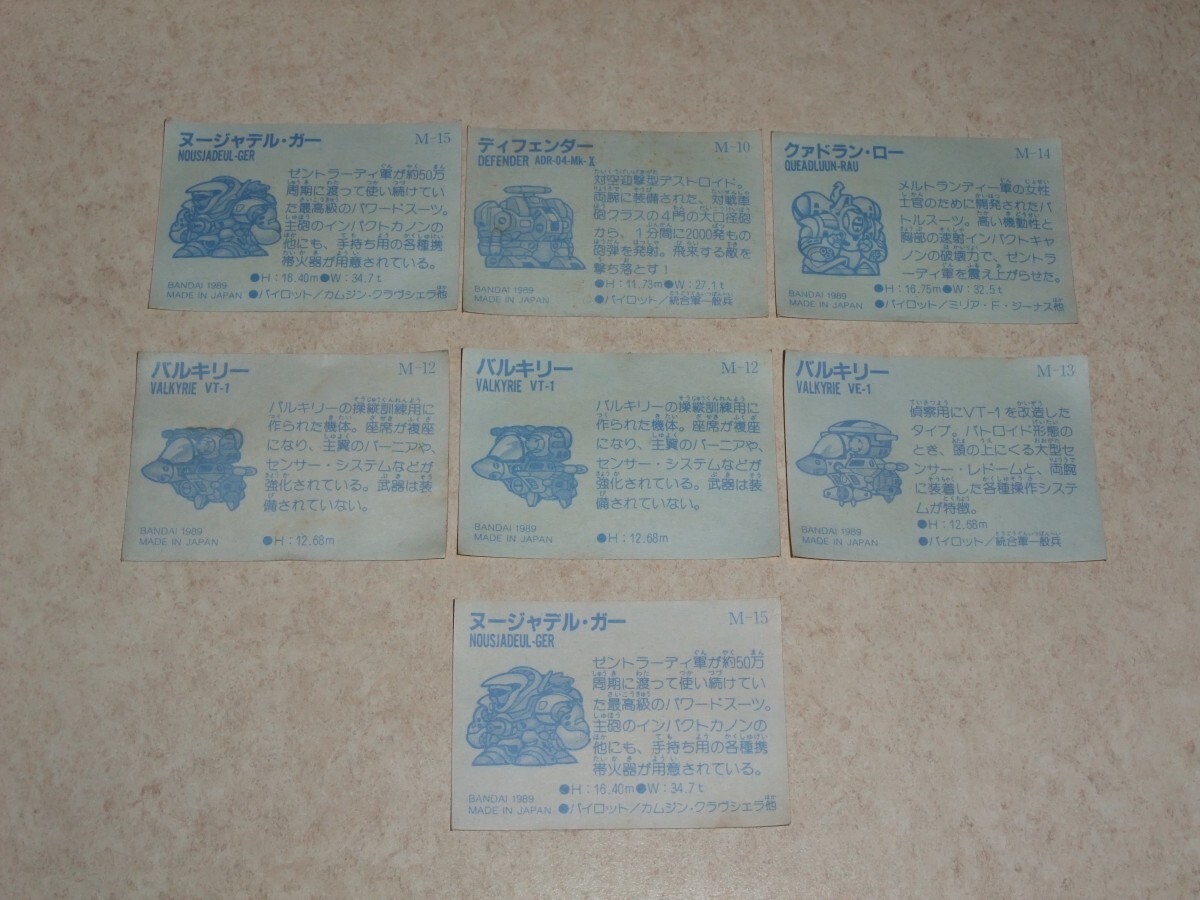 ヌージャデル・ガー
M-15
NOUSJADEUL-GER
ゼントラーディ軍が約50万
周期に渡って使い続けてい
た最高級のパワードスーツ。
主砲のインパクトカノンの
他にも、手持ち用の各種携
帯火器が用意されている。
●H:16.40m●W:34.7t
●パイロット/カムジン・クラヴシェラ他
BANDAI 1989
MADE IN JAPAN
ディフェンダー
M-10
DEFENDER ADR-04-Mk-X
対空迎撃型デストロイド。
両腕に装備された、対戦車
砲クラスの4門の大口径砲
から、1分間に2000発もの
砲弾を発射。飛来する敵を
撃ち落とす!
●H:11.73m●W:27.1t
●パイロット/統合軍一般兵
BANDAI 1989
MADE IN JAPAN
クァドラン・ロー
M-14
QUEADLUUN-RAU
メルトランディー軍の女性
士官のために開発されたバ
トルスーツ。高い機動性と
胸部の速射インパクトキャ
ノンの破壊力で、ゼントラ
ーディ軍を震え上がらせた。
●H:16.75m●W:32.5t
●パイロット/ミリア・F・ジーナス他
BANDAI 1989
MADE IN JAPAN
バルキリー
M-12
VALKYRIE VT-1
バルキリーの操縦訓練用に
作られた機体。座席が複座
になり、主翼のバーニアや、
センサー・システムなどが
強化されている。武器は装
備されていない。
●H:12.68m
BANDAI 1989
MADE IN JAPAN
バルキリー
M-12
VALKYRIE VT-1
バルキリーの操縦訓練用に
作られた機体。座席が複座
になり、主翼のバーニアや、
センサー・システムなどが
強化されている。武器は装
備されていない。
●H:12.68m
BANDAI 1989
MADE IN JAPAN
バルキリー
M-13
VALKYRIE VE-1
偵察用にVT-1を改造した
タイプ。バトロイド形態の
とき、頭の上にくる大型セ
ンサー・レドームと、両腕
に装着した各種操作システ
ムが特徴。
●H:12.68m
●パイロット/統合軍一般兵
BANDAI 1989
MADE IN JAPAN
ヌージャデル・ガー
M-15
NOUSJADEUL-GER
ゼントラーディ軍が約50万
周期に渡って使い続けてい
た最高級のパワードスーツ。
主砲のインパクトカノンの
他にも、手持ち用の各種携
帯火器が用意されている。
●H:16.40m●W:34.7t
●パイロット/カムジン・クラヴシェラ他
BANDAI 1989
MADE IN JAPAN